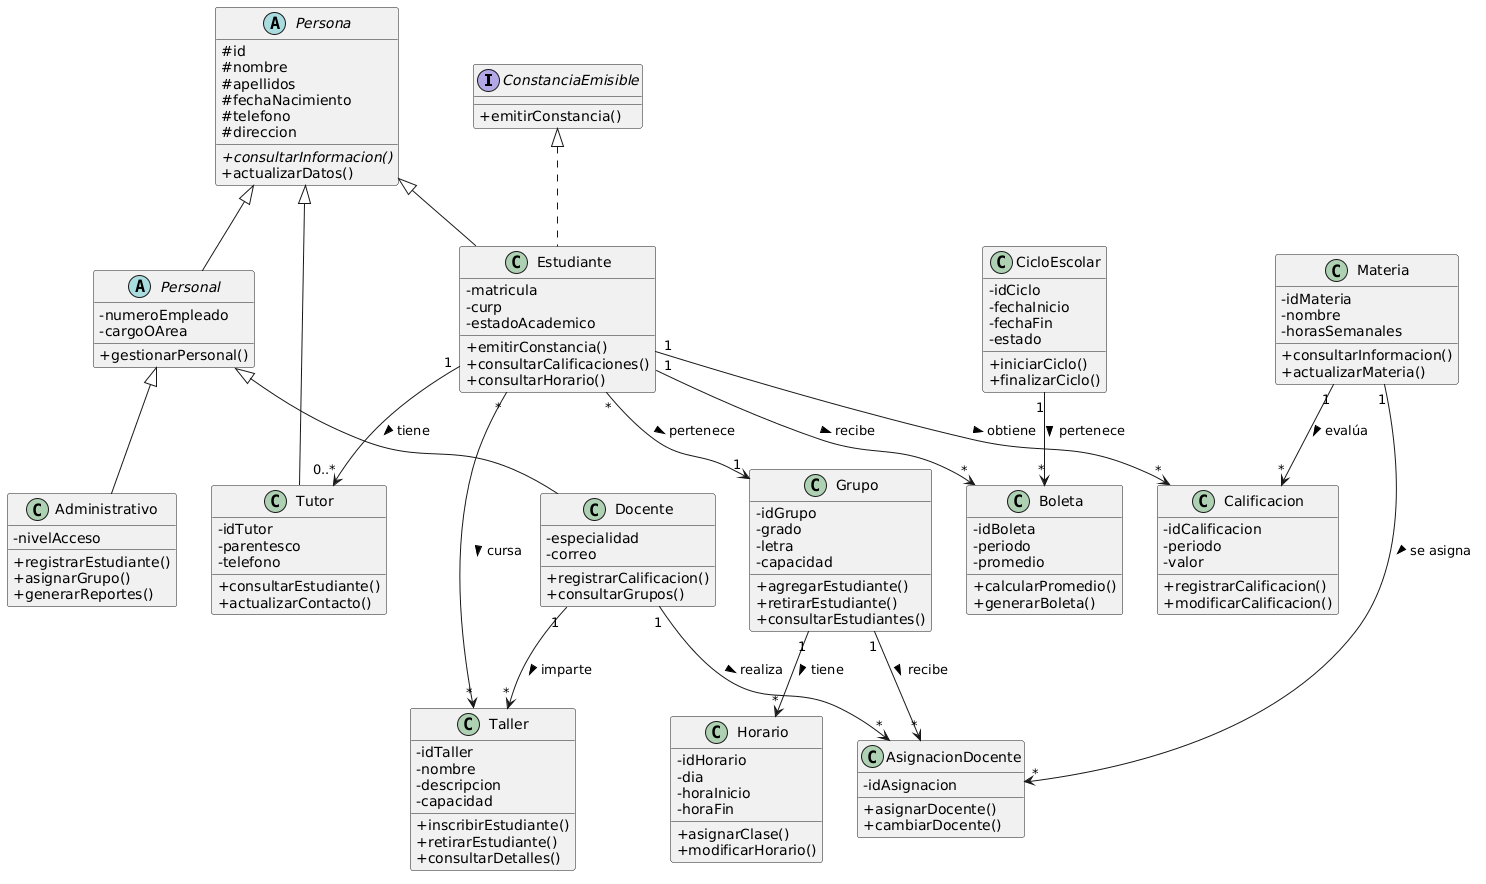 A Persona
#id
#nombre
#apellidos
#fechaNacimiento
#telefono
#direccion
+consultarInformacion()
+actualizarDatos()
I ConstanciaEmisible
+emitirConstancia()
A Personal
-numeroEmpleado
-cargoOArea
+gestionarPersonal()
C Estudiante
-matricula
-curp
-estadoAcademico
+emitirConstancia()
+consultarCalificaciones()
+consultarHorario()
C CicloEscolar
-idCiclo
-fechaInicio
-fechaFin
-estado
+iniciarCiclo()
+finalizarCiclo()
C Materia
-idMateria
-nombre
-horasSemanales
+consultarInformacion()
+actualizarMateria()
1
tiene
0..*
*
cursa
*
*
pertenece
1
1
recibe
*
1
obtiene
*
1
pertenece
*
1
evalúa
*
1
se asigna
*
C Administrativo
-nivelAcceso
+registrarEstudiante()
+asignarGrupo()
+generarReportes()
C Tutor
-idTutor
-parentesco
-telefono
+consultarEstudiante()
+actualizarContacto()
C Docente
-especialidad
-correo
+registrarCalificacion()
+consultarGrupos()
C Grupo
-idGrupo
-grado
-letra
-capacidad
+agregarEstudiante()
+retirarEstudiante()
+consultarEstudiantes()
C Boleta
-idBoleta
-periodo
-promedio
+calcularPromedio()
+generarBoleta()
C Calificacion
-idCalificacion
-periodo
-valor
+registrarCalificacion()
+modificarCalificacion()
1
imparte
*
1
realiza
*
1
tiene
*
1
recibe
*
C Taller
-idTaller
-nombre
-descripcion
-capacidad
+inscribirEstudiante()
+retirarEstudiante()
+consultarDetalles()
C Horario
-idHorario
-dia
-horaInicio
-horaFin
+asignarClase()
+modificarHorario()
C AsignacionDocente
-idAsignacion
+asignarDocente()
+cambiarDocente()